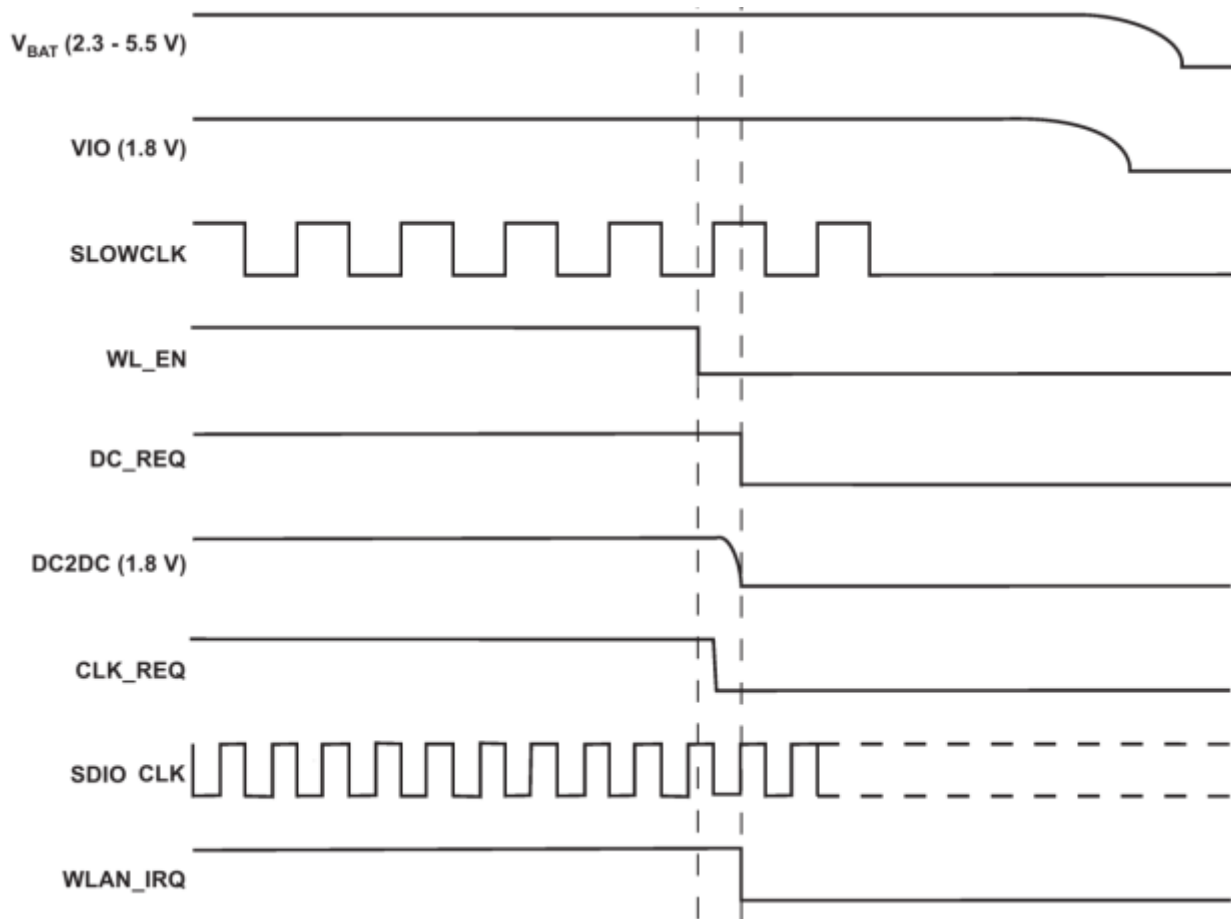 V_BAT (2.3 - 5.5 V)
VIO (1.8 V)
SLOWCLK
WL_EN
DC_REQ
DC2DC (1.8 V)
CLK_REQ
SDIO CLK
WLAN_IRQ